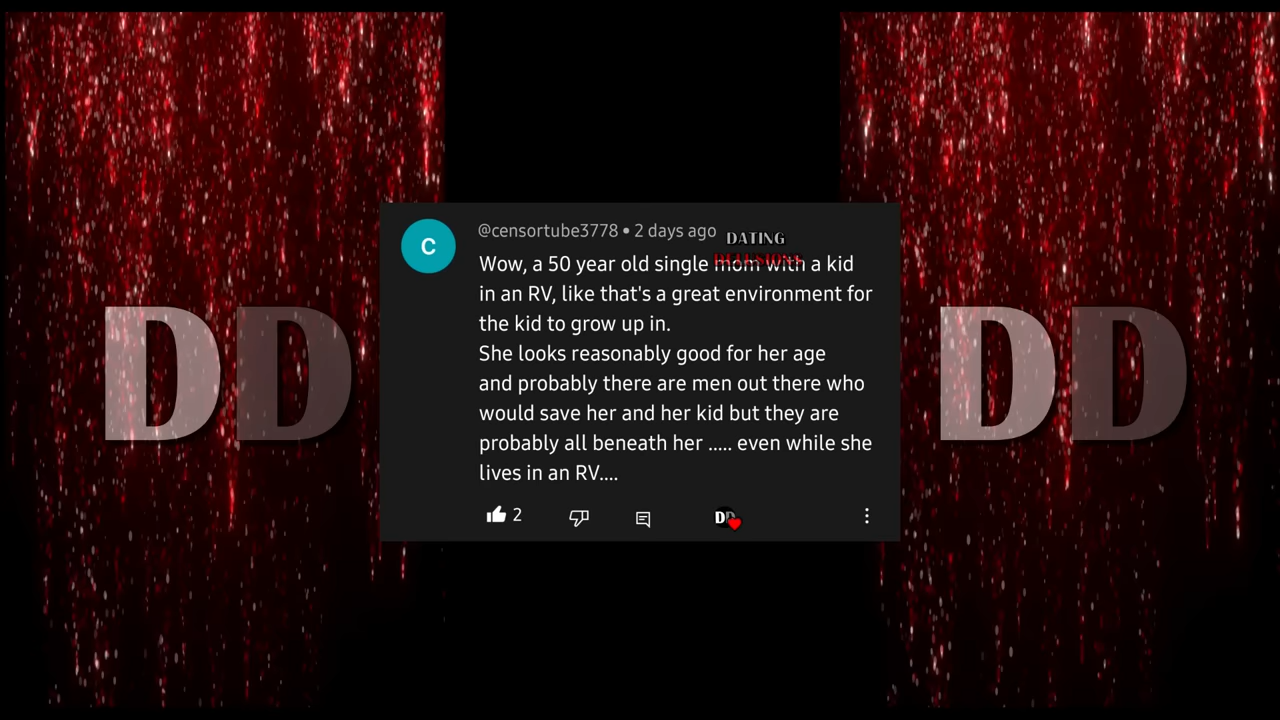 @censortube3778 • 2 days ago
DATING
DELUSIONS
Wow, a 50 year old single mom with a kid
in an RV, like that's a great environment for
the kid to grow up in.
She looks reasonably good for her age
and probably there are men out there who
would save her and her kid but they are
probably all beneath her ..... even while she
lives in an RV....
2
DD
C
DD
DD